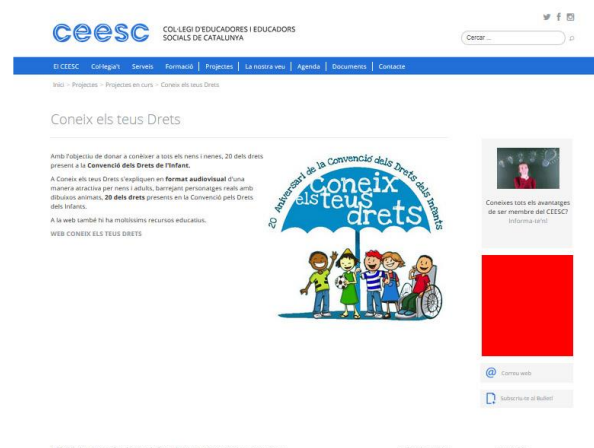 ceesc
COL·LEGI D'EDUCADORES I EDUCADORS
SOCIALS DE CATALUNYA
Cercar ...
El CEESC Col·legia't Serveis Formació Projectes La nostra veu Agenda Documents Contacte
Inici > Projectes > Projectes en curs > Coneix els teus Drets
Coneix els teus Drets
Amb l'objectiu de donar a conèixer a tots els nens i nenes, 20 dels drets
present a la Convenció dels Drets de l'Infant.
A Coneix els teus Drets s'expliquen en format audiovisual d'una
manera atractiva per nens i adults, barrejant personatges reals amb
dibuixos animats, 20 dels drets presents en la Convenció pels Drets
dels Infants.
A la web també hi ha moltíssims recursos educatius.
WEB CONEIX ELS TEUS DRETS
20 Aniversari de la Convenció dels Drets dels Infants
Coneix
els teus
drets
Coneixes tots els avantatges
de ser membre del CEESC?
Informa-te'n!
@ Correu web
Subscriu-te al Butlletí